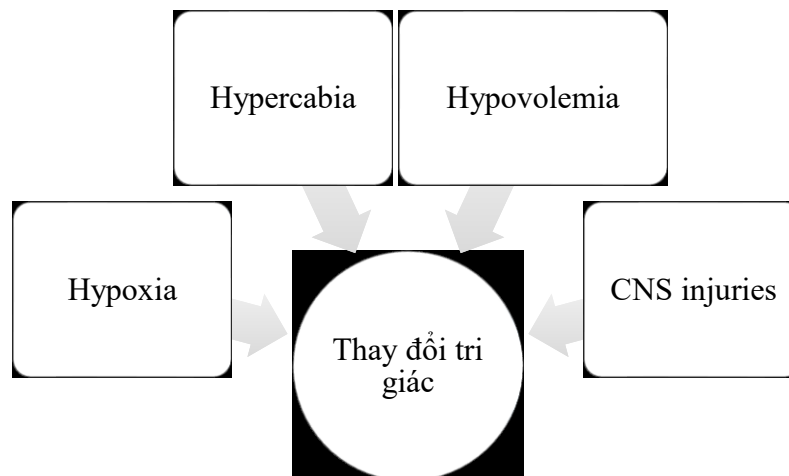 Hypercabia
Hypovolemia
Hypoxia
CNS injuries
Thay đổi tri
giác